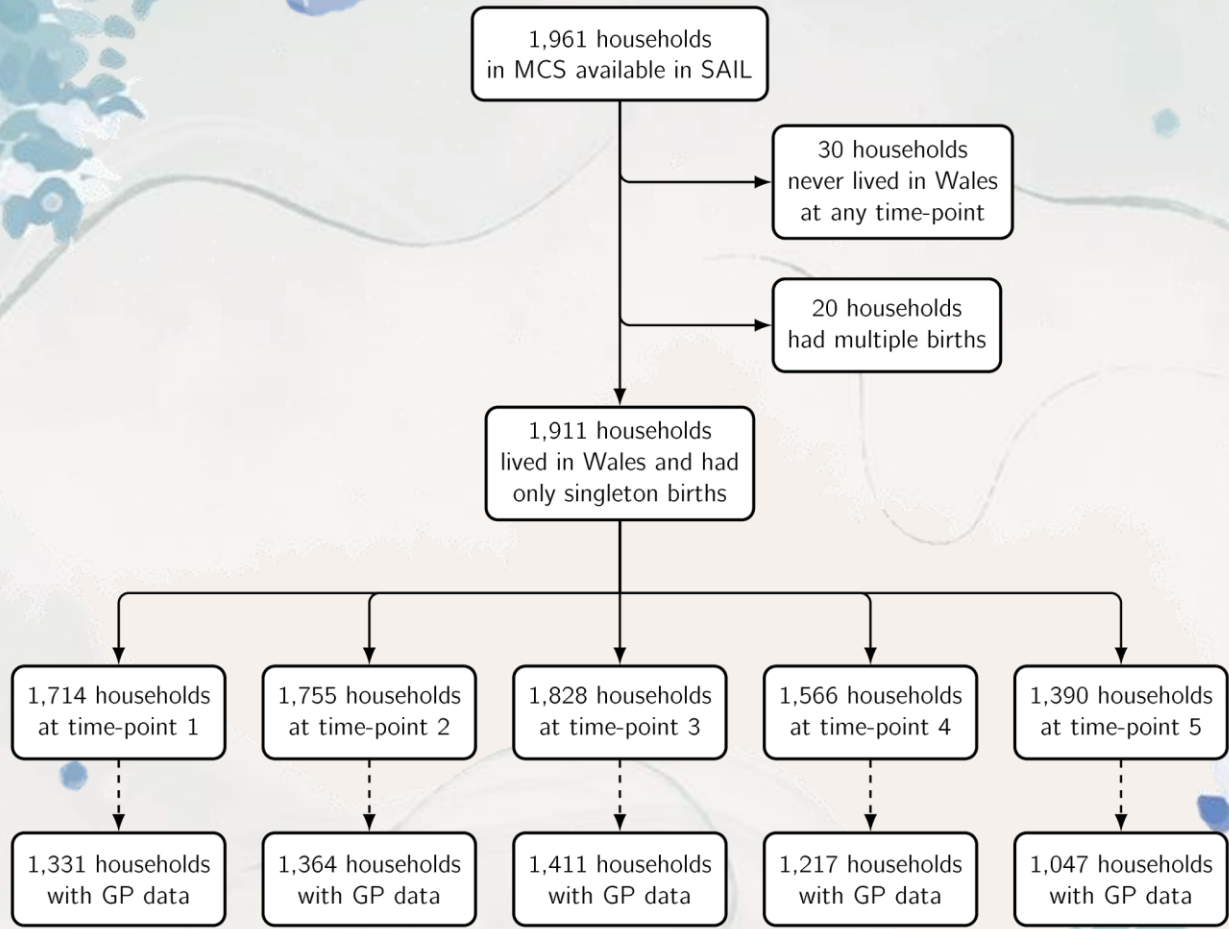 1,961 households
in MCS available in SAIL
30 households
never lived in Wales
at any time-point
20 households
had multiple births
1,911 households
lived in Wales and had
only singleton births
1,714 households
at time-point 1
1,755 households
at time-point 2
1,828 households
at time-point 3
1,566 households
at time-point 4
1,390 households
at time-point 5
1,331 households
with GP data
1,364 households
with GP data
1,411 households
with GP data
1,217 households
with GP data
1,047 households
with GP data